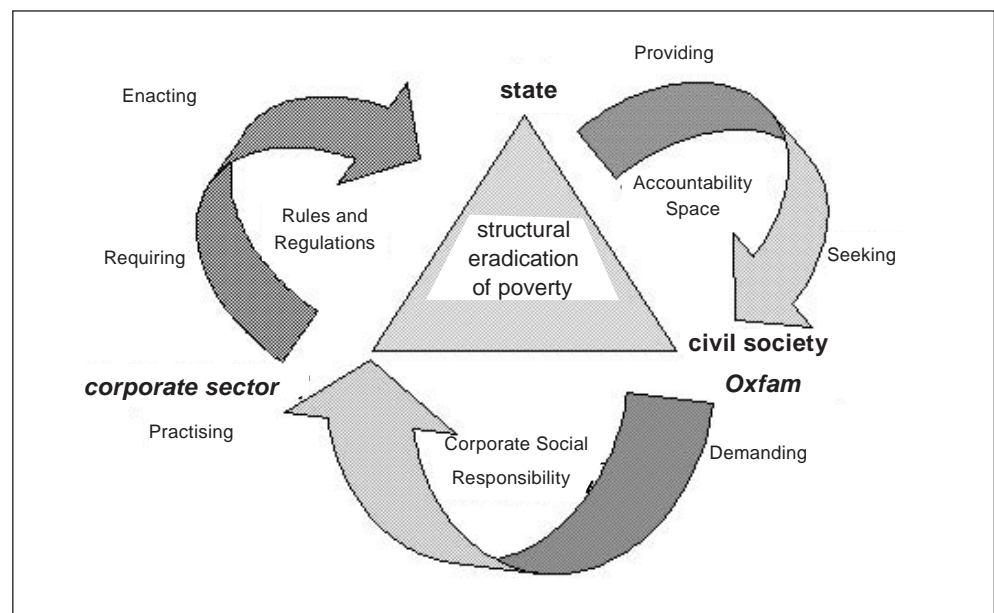 Providing
state
Enacting
Accountability
Space
Rules and
Regulations
structural
eradication
of poverty
Requiring
Seeking
civil society
corporate sector
Oxfam
Practising
Corporate Social
Responsibility
Demanding